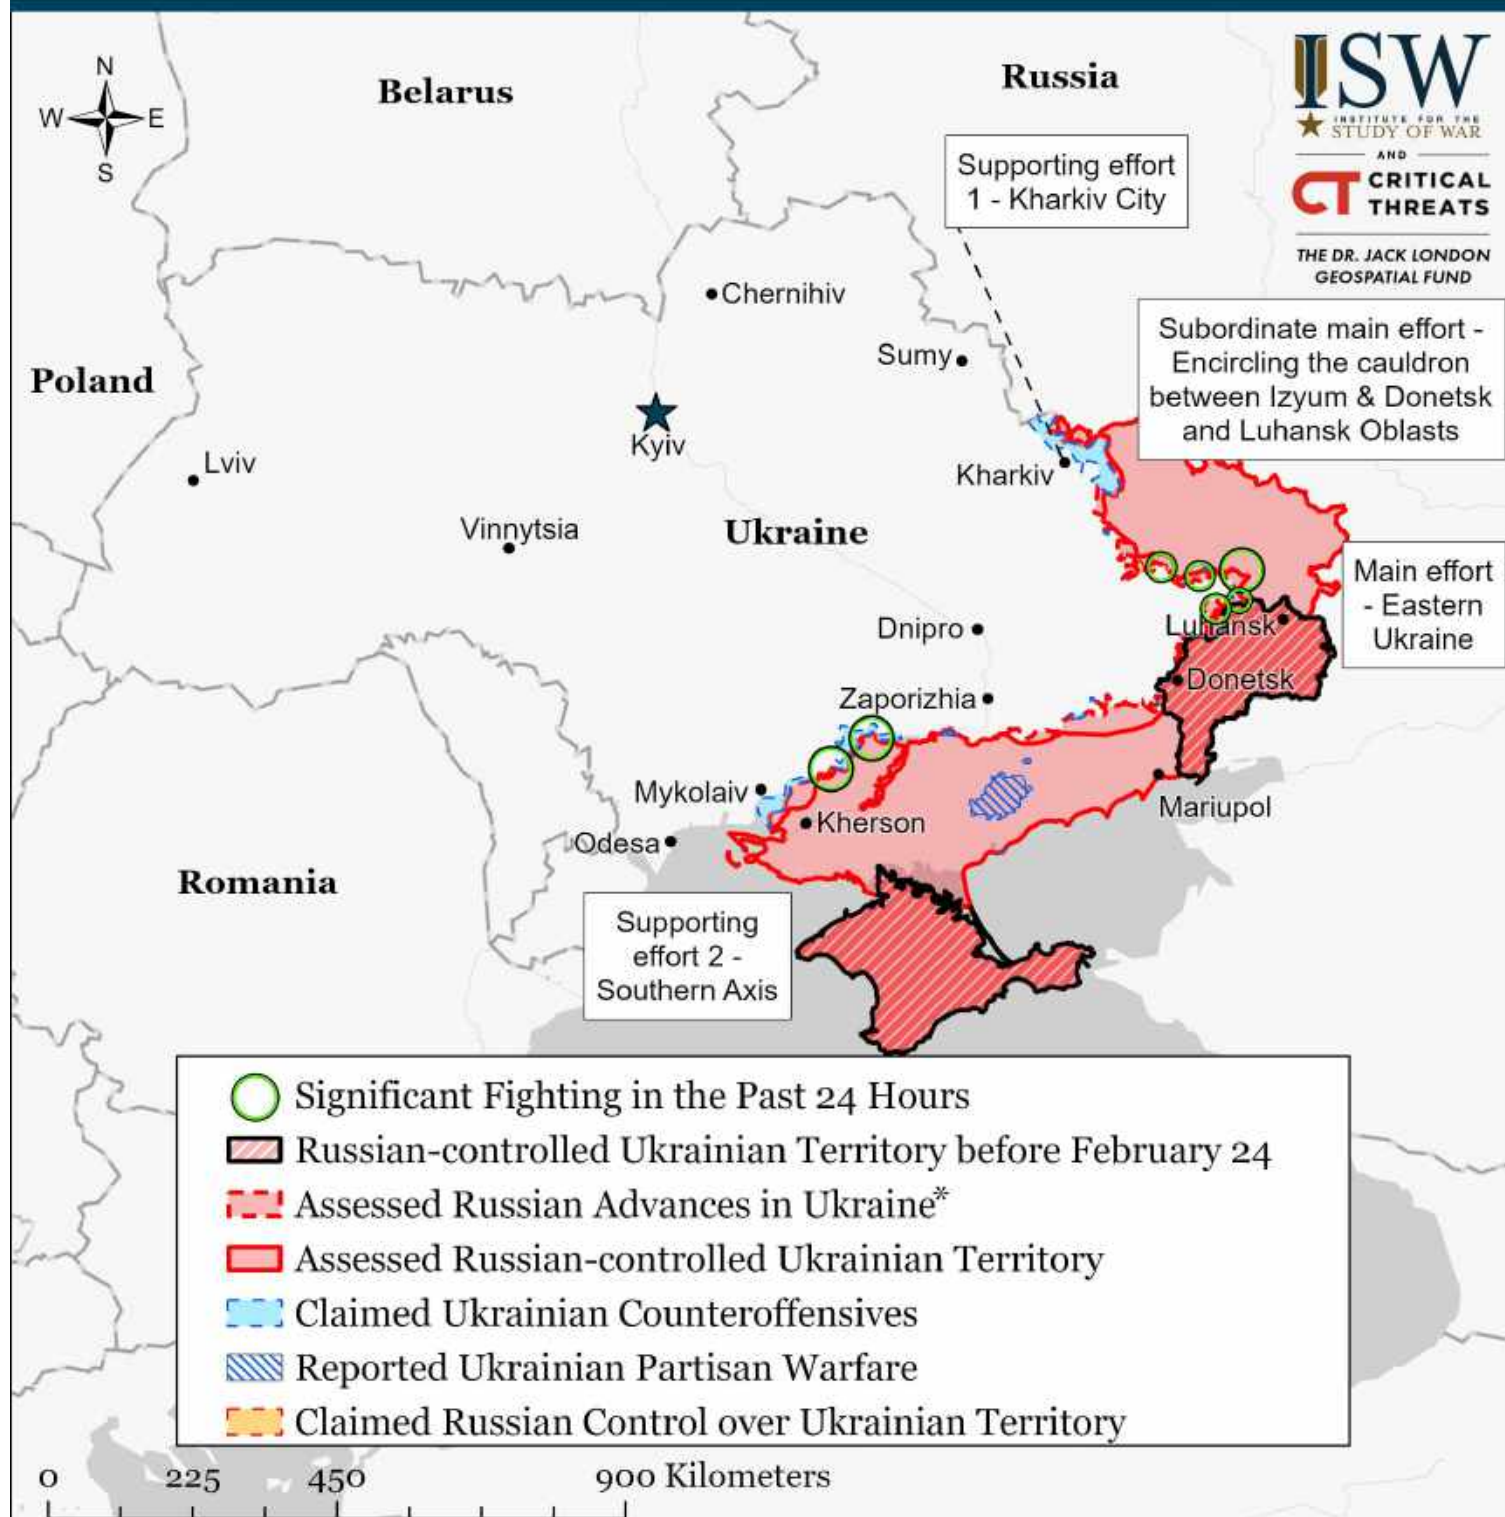 N
W E
S
Belarus
Russia
ISW
INSTITUTE FOR THE
STUDY OF WAR
AND
CT CRITICAL
THREATS
THE DR. JACK LONDON
GEOSPATIAL FUND
Supporting effort
1 - Kharkiv City
Chernihiv
Sumy
Subordinate main effort -
Encircling the cauldron
between Izyum & Donetsk
and Luhansk Oblasts
Poland
Kyiv
Lviv
Kharkiv
Vinnytsia
Ukraine
Main effort
- Eastern
Ukraine
Dnipro
Luhansk
Donetsk
Zaporizhia
Mykolaiv
Mariupol
Kherson
Odesa
Romania
Supporting
effort 2 -
Southern Axis
Significant Fighting in the Past 24 Hours
Russian-controlled Ukrainian Territory before February 24
Assessed Russian Advances in Ukraine*
Assessed Russian-controlled Ukrainian Territory
Claimed Ukrainian Counteroffensives
Reported Ukrainian Partisan Warfare
Claimed Russian Control over Ukrainian Territory
0 225 450 900 Kilometers